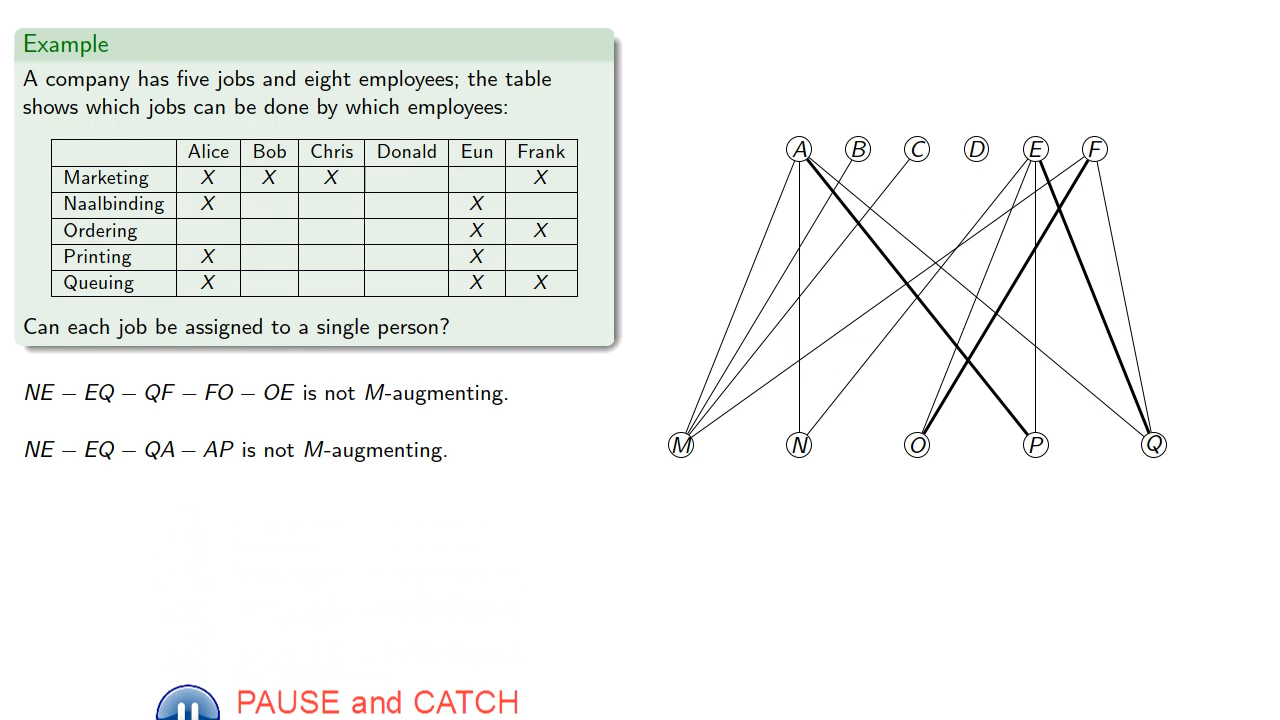 Example
A company has five jobs and eight employees; the table
shows which jobs can be done by which employees:
Alice Bob Chris Donald Eun Frank
Marketing X X X X
Naalbinding X X
Ordering X X
Printing X X
Queuing X X X
Can each job be assigned to a single person?
NE − EQ − QF − FO − OE is not M-augmenting.
NE − EQ − QA − AP is not M-augmenting.
A B C D E F
M N O P Q
PAUSE and CATCH